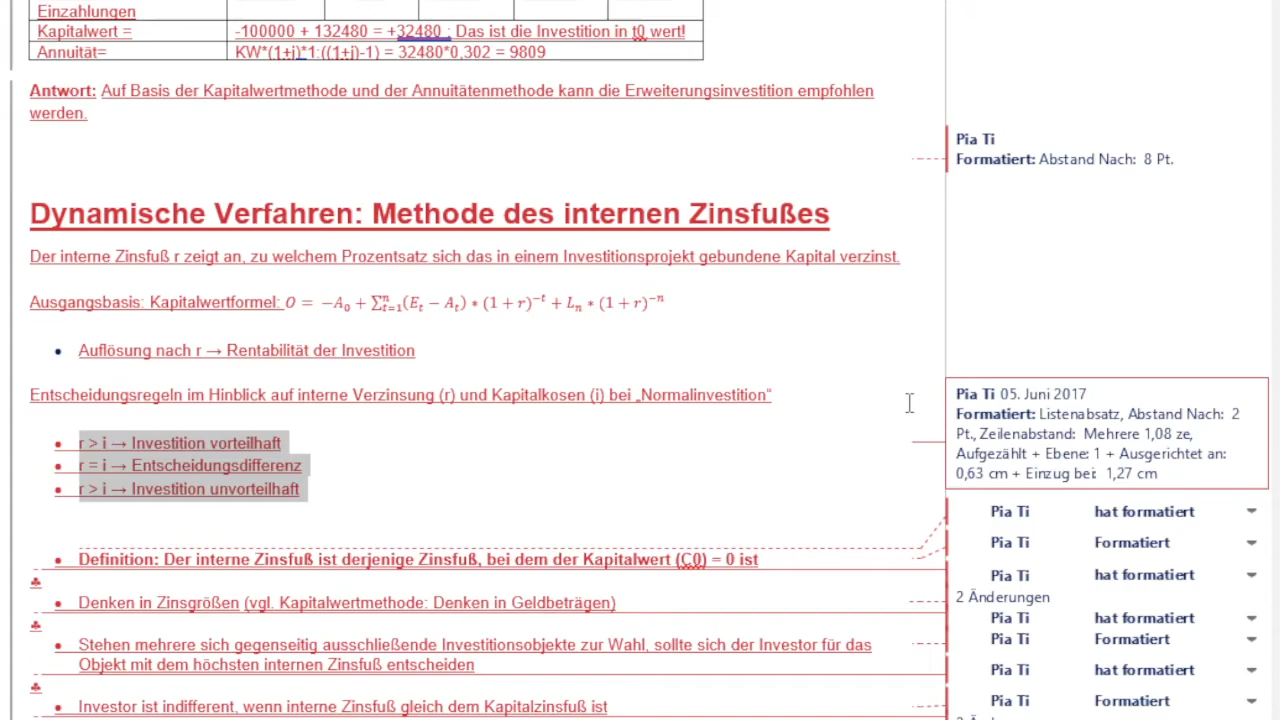 Einzahlungen
Kapitalwert = -100000 + 132480 = +32480 ; Das ist die Investition in t0 wert!
Annuität= KW*(1+i)*1:((1+i)-1) = 32480*0,302 = 9809
Antwort: Auf Basis der Kapitalwertmethode und der Annuitätenmethode kann die Erweiterungsinvestition empfohlen
werden.
Pia Ti
Formatiert: Abstand Nach: 8 Pt.
Dynamische Verfahren: Methode des internen Zinsfußes
Der interne Zinsfuß r zeigt an, zu welchem Prozentsatz sich das in einem Investitionsprojekt gebundene Kapital verzinst.
Ausgangsbasis: Kapitalwertformel: O = −A₀ + ∑ⁿₜ₌₁(Eₜ − Aₜ) ∗ (1 + r)⁻ᵗ + Lₙ ∗ (1 + r)⁻ⁿ
• Auflösung nach r → Rentabilität der Investition
Entscheidungsregeln im Hinblick auf interne Verzinsung (r) und Kapitalkosen (i) bei „Normalinvestition“
• r > i → Investition vorteilhaft
• r = i → Entscheidungsdifferenz
• r > i → Investition unvorteilhaft
Pia Ti 05. Juni 2017
Formatiert: Listenabsatz, Abstand Nach: 2
Pt., Zeilenabstand: Mehrere 1,08 ze,
Aufgezählt + Ebene: 1 + Ausgerichtet an:
0,63 cm + Einzug bei: 1,27 cm
Pia Ti hat formatiert
Pia Ti Formatiert
• Definition: Der interne Zinsfuß ist derjenige Zinsfuß, bei dem der Kapitalwert (C0) = 0 ist
Pia Ti hat formatiert
2 Änderungen
• Denken in Zinsgrößen (vgl. Kapitalwertmethode: Denken in Geldbeträgen)
Pia Ti hat formatiert
Pia Ti Formatiert
• Stehen mehrere sich gegenseitig ausschließende Investitionsobjekte zur Wahl, sollte sich der Investor für das
Objekt mit dem höchsten internen Zinsfuß entscheiden
Pia Ti hat formatiert
Pia Ti Formatiert
• Investor ist indifferent, wenn interne Zinsfuß gleich dem Kapitalzinsfuß ist